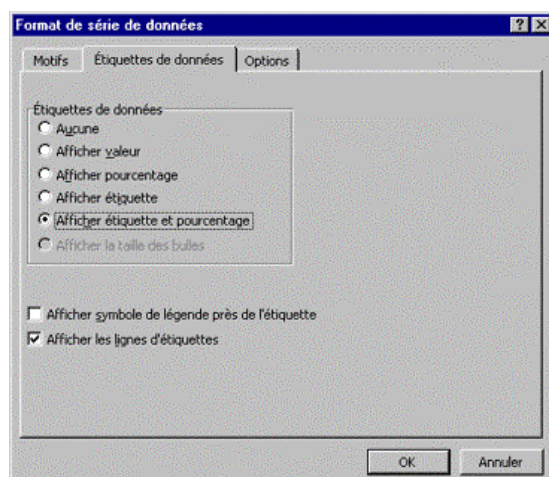 Format de série de données
Motifs Étiquettes de données Options
Étiquettes de données
Aucune
Afficher valeur
Afficher pourcentage
Afficher étiquette
Afficher étiquette et pourcentage
Afficher la taille des bulles
Afficher symbole de légende près de l'étiquette
Afficher les lignes d'étiquettes
OK Annuler